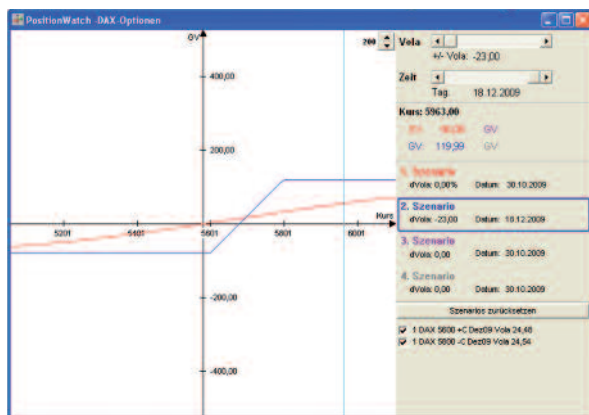 PositionWatch -DAX-Optionen
GV
200
400,00
200,00
-200,00
-400,00
5201
5401
5601
5801
6001
Kurs
Vola
+/- Vola: -23,00
Zeit
Tag: 18.12.2009
Kurs: 5963,00
GV
GV: 119,99 GV
1. Szenario
dVola: 0,00% Datum: 30.10.2009
2. Szenario
dVola: -23,00 Datum: 18.12.2009
3. Szenario
dVola: 0,00 Datum: 30.10.2009
4. Szenario
dVola: 0,00 Datum: 30.10.2009
Szenarios zurücksetzen
1 DAX 5600 +C Dez09 Vola 24,48
1 DAX 5800 -C Dez09 Vola 24,54